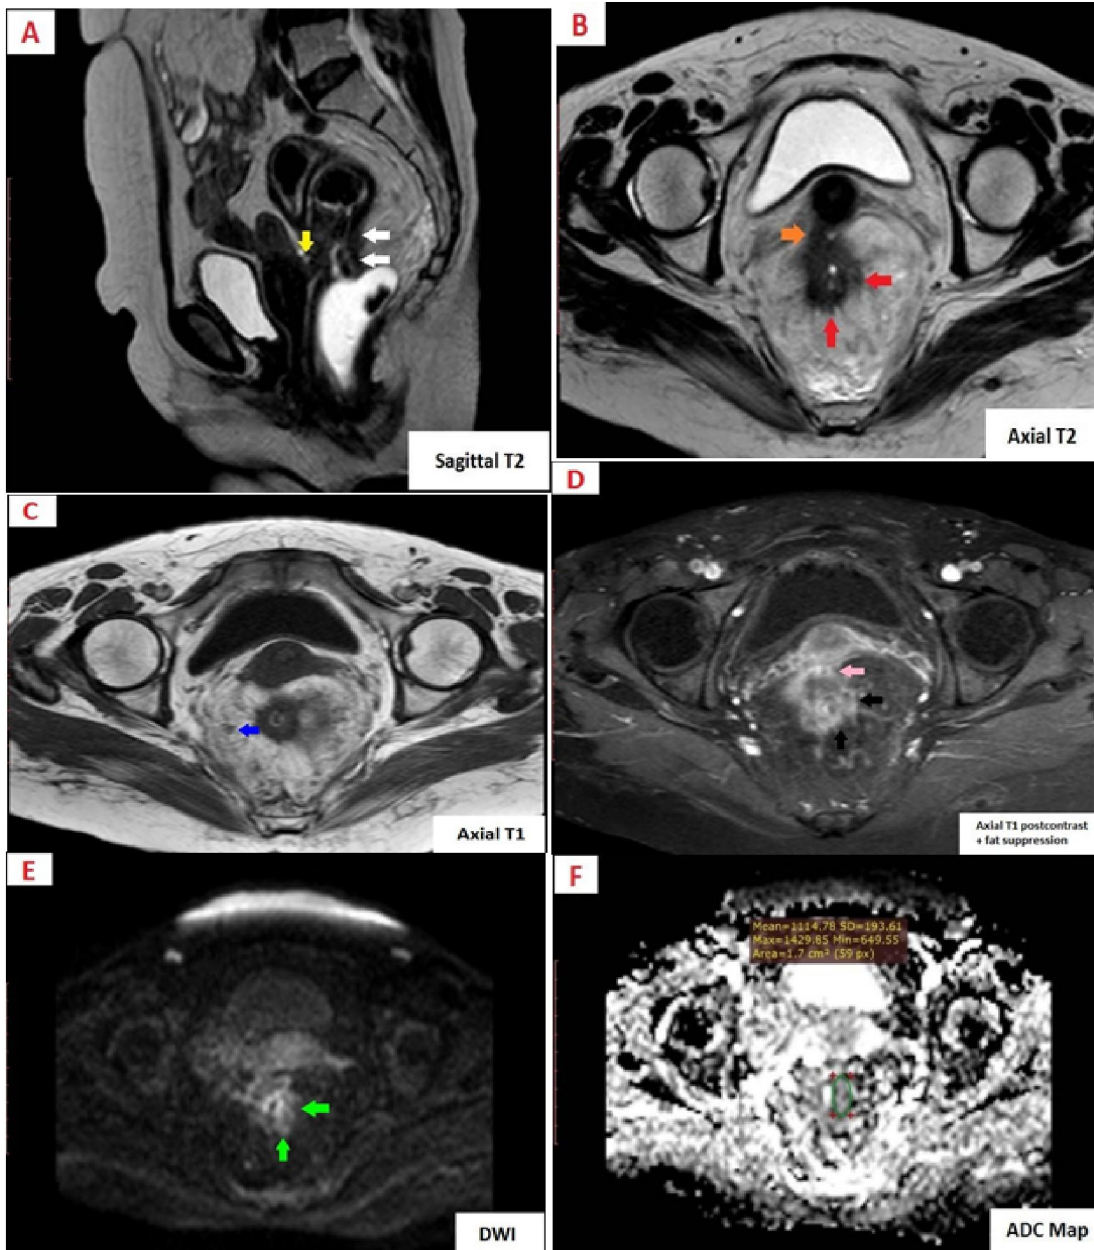 A
B
Sagittal T2
Axial T2
C
D
Axial T1
Axial T1 postcontrast
+ fat suppression
E
F
Mean=1114.78 SD=193.61
Max=1429.85 Min=649.55
Area=1.7 cm² (59 px)
DWI
ADC Map